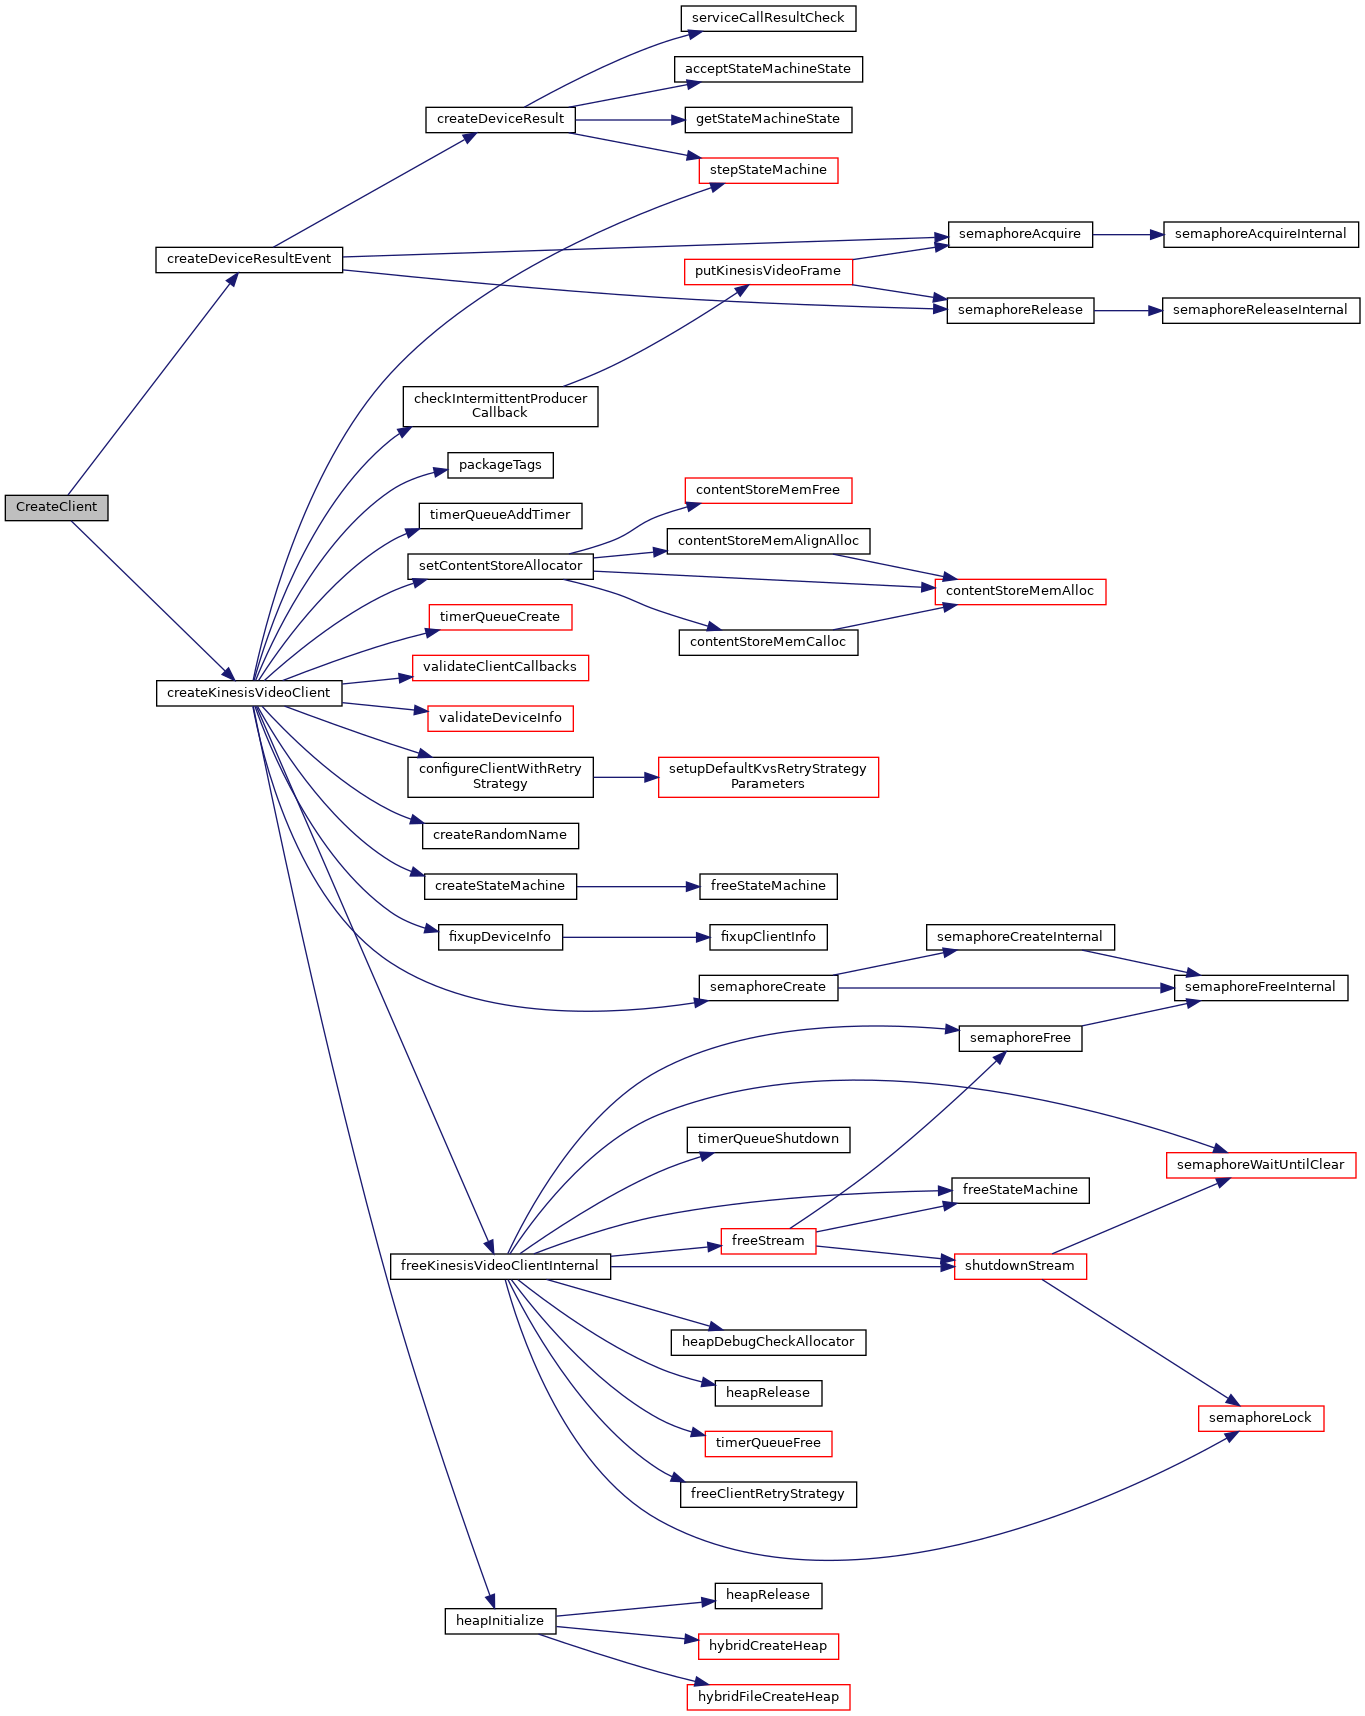 serviceCallResultCheck
acceptStateMachineState
createDeviceResult
getStateMachineState
stepStateMachine
semaphoreAcquire
semaphoreAcquireInternal
createDeviceResultEvent
putKinesisVideoFrame
semaphoreRelease
semaphoreReleaseInternal
checkIntermittentProducer
Callback
packageTags
contentStoreMemFree
CreateClient
timerQueueAddTimer
contentStoreMemAlignAlloc
setContentStoreAllocator
contentStoreMemAlloc
timerQueueCreate
contentStoreMemCalloc
validateClientCallbacks
createKinesisVideoClient
validateDeviceInfo
configureClientWithRetry
Strategy
setupDefaultKvsRetryStrategy
Parameters
createRandomName
createStateMachine
freeStateMachine
fixupDeviceInfo
fixupClientInfo
semaphoreCreateInternal
semaphoreCreate
semaphoreFreeInternal
semaphoreFree
timerQueueShutdown
semaphoreWaitUntilClear
freeStateMachine
freeStream
freeKinesisVideoClientInternal
shutdownStream
heapDebugCheckAllocator
heapRelease
semaphoreLock
timerQueueFree
freeClientRetryStrategy
heapRelease
heapInitialize
hybridCreateHeap
hybridFileCreateHeap